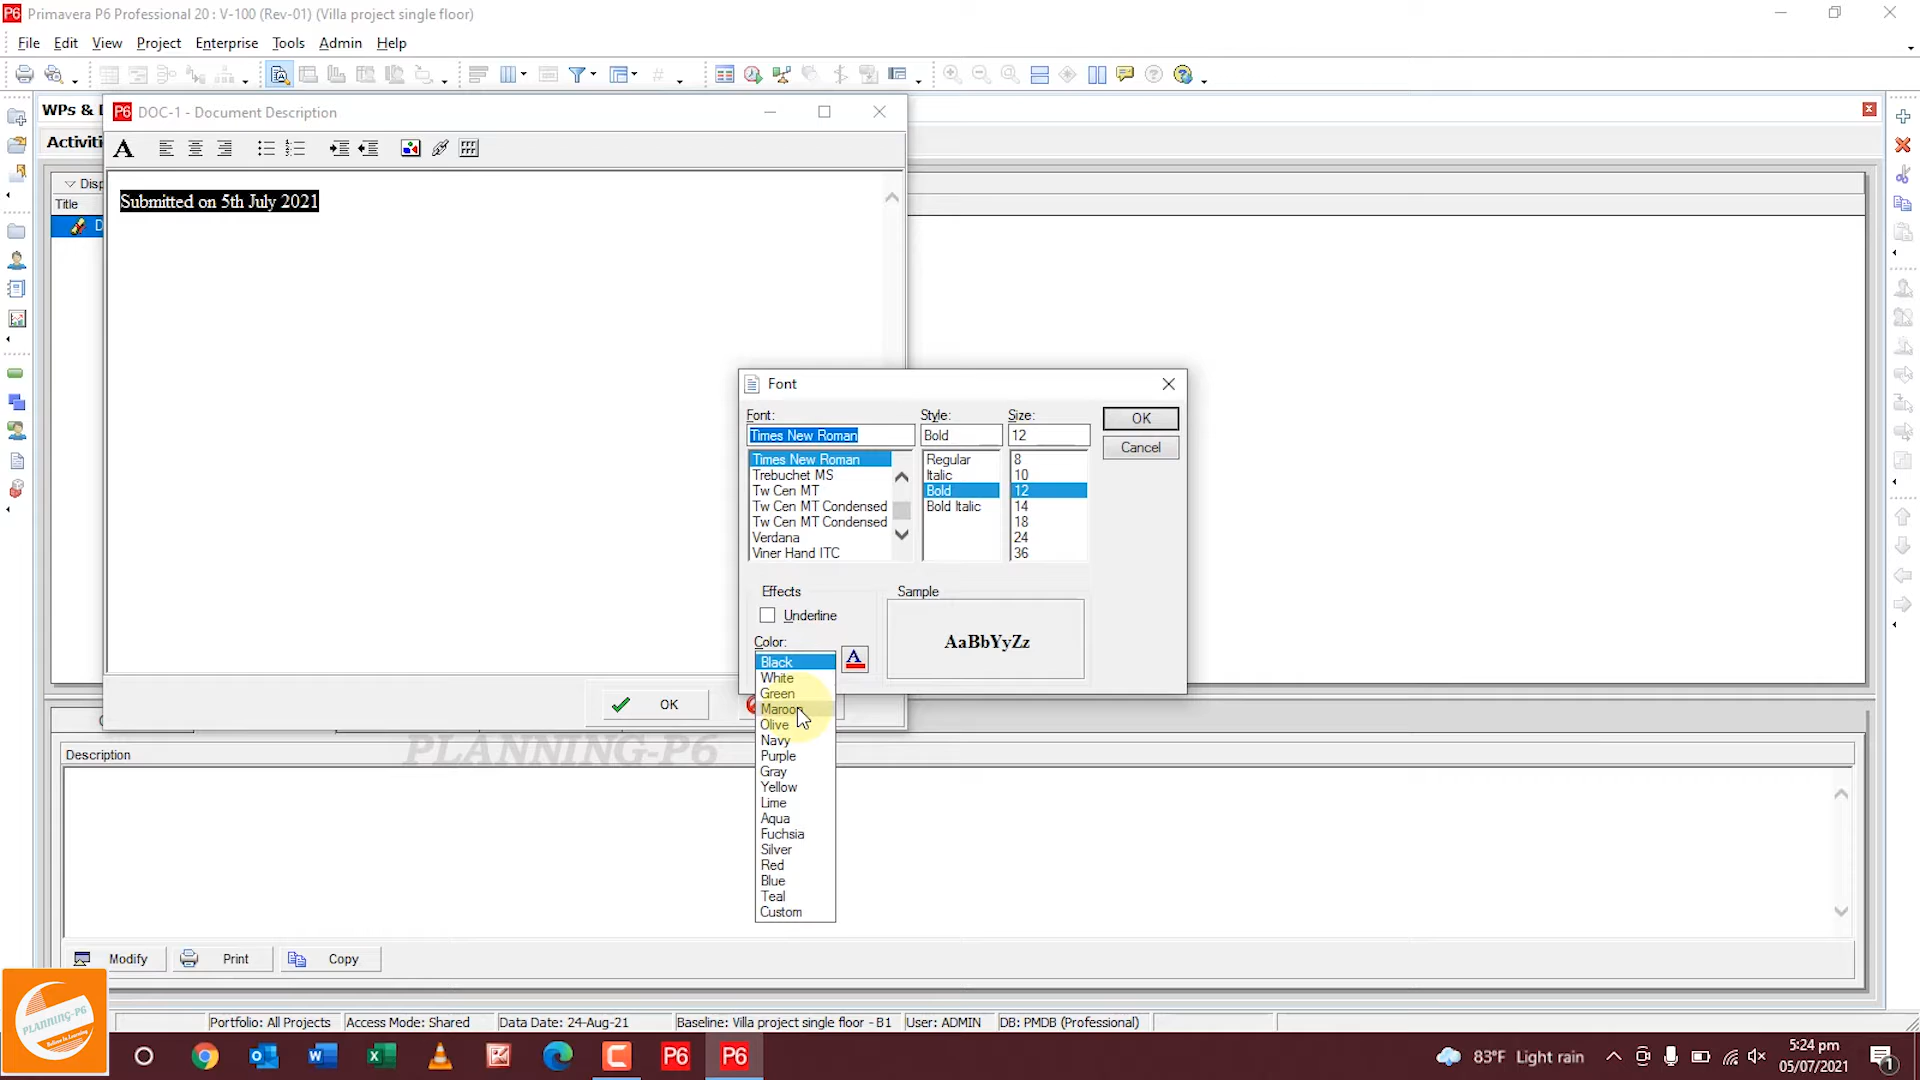 Primavera P6 Professional 20 : V-100 (Rev-01) (Villa project single floor)
File Edit View Project Enterprise Tools Admin Help
WPs & D
DOC-1 - Document Description
Activiti
Disp
Title
D
Submitted on 5th July 2021
Font
Font: Style: Size:
Times New Roman Bold 12
OK
Cancel
Times New Roman
Trebuchet MS
Tw Cen MT
Tw Cen MT Condensed
Tw Cen MT Condensed
Verdana
Viner Hand ITC
Regular
Italic
Bold
Bold Italic
8
10
12
14
18
24
36
Effects
Underline
Color:
Sample
AaBbYyZz
Black
White
Green
Maroon
Olive
Navy
Purple
Gray
Yellow
Lime
Aqua
Fuchsia
Silver
Red
Blue
Teal
Custom
OK
PLANNING-P6
Description
Modify Print Copy
PLANNING-P6
Portfolio: All Projects Access Mode: Shared Data Date: 24-Aug-21 Baseline: Villa project single floor - B1 User: ADMIN DB: PMDB (Professional)
83°F Light rain
5:24 pm
05/07/2021
1